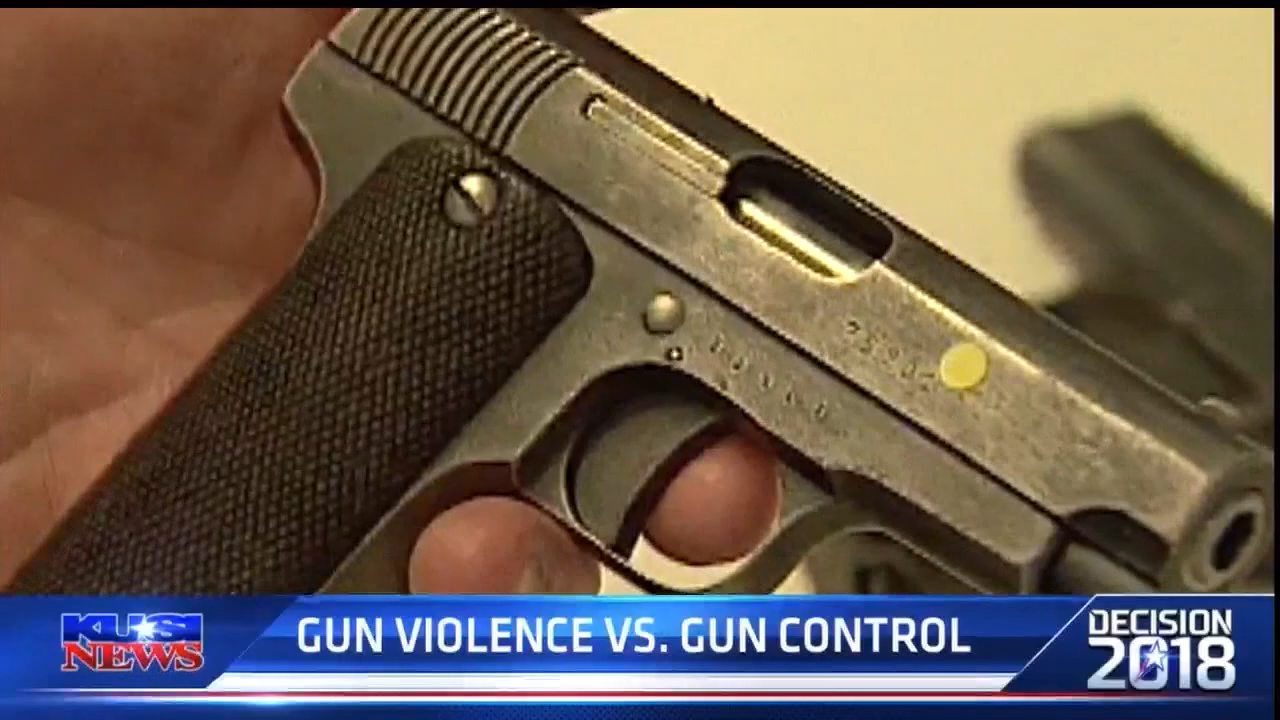 KUSI
NEWS
GUN VIOLENCE VS. GUN CONTROL
DECISION
2018